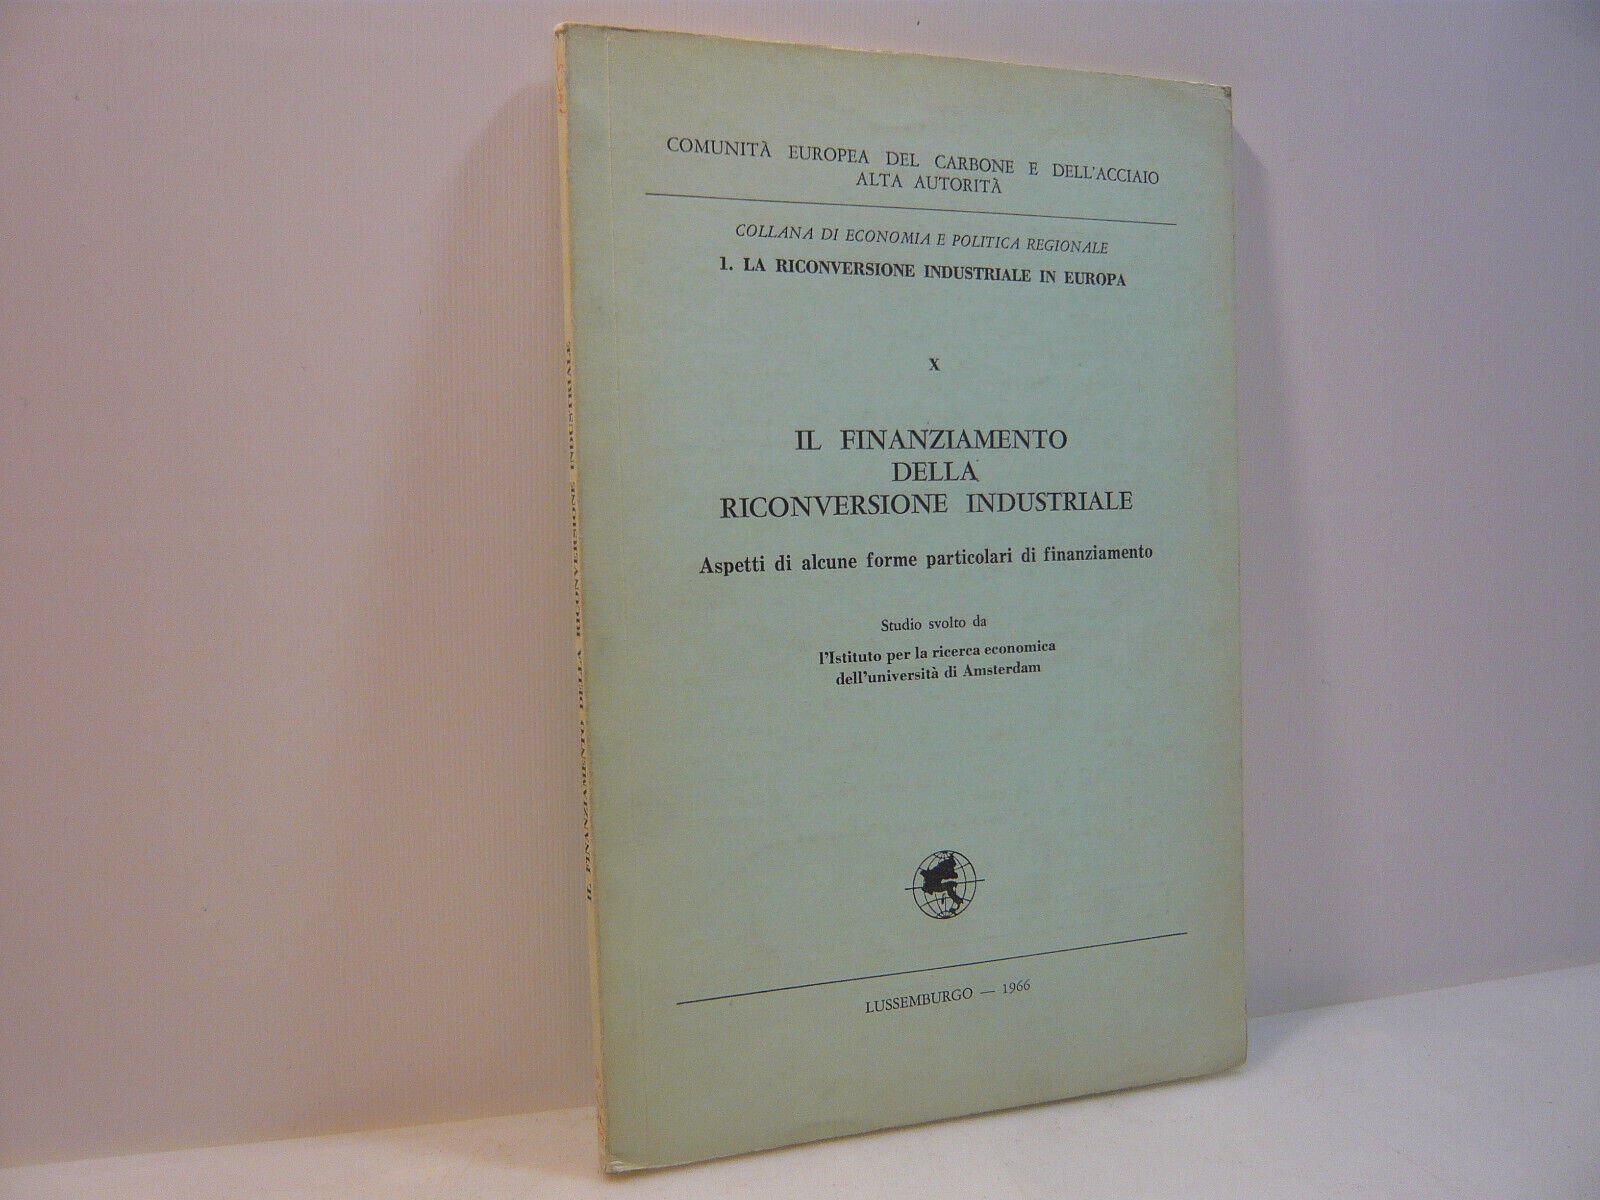 COMUNITÀ EUROPEA DEL CARBONE E DELL'ACCIAIO
ALTA AUTORITÀ
COLLANA DI ECONOMIA E POLITICA REGIONALE
1. LA RICONVERSIONE INDUSTRIALE IN EUROPA
X
IL FINANZIAMENTO
DELLA
RICONVERSIONE INDUSTRIALE
Aspetti di alcune forme particolari di finanziamento
Studio svolto da
l'Istituto per la ricerca economica
dell'università di Amsterdam
LUSSEMBURGO — 1966
IL FINANZIAMENTO DELLA RICONVERSIONE INDUSTRIALE